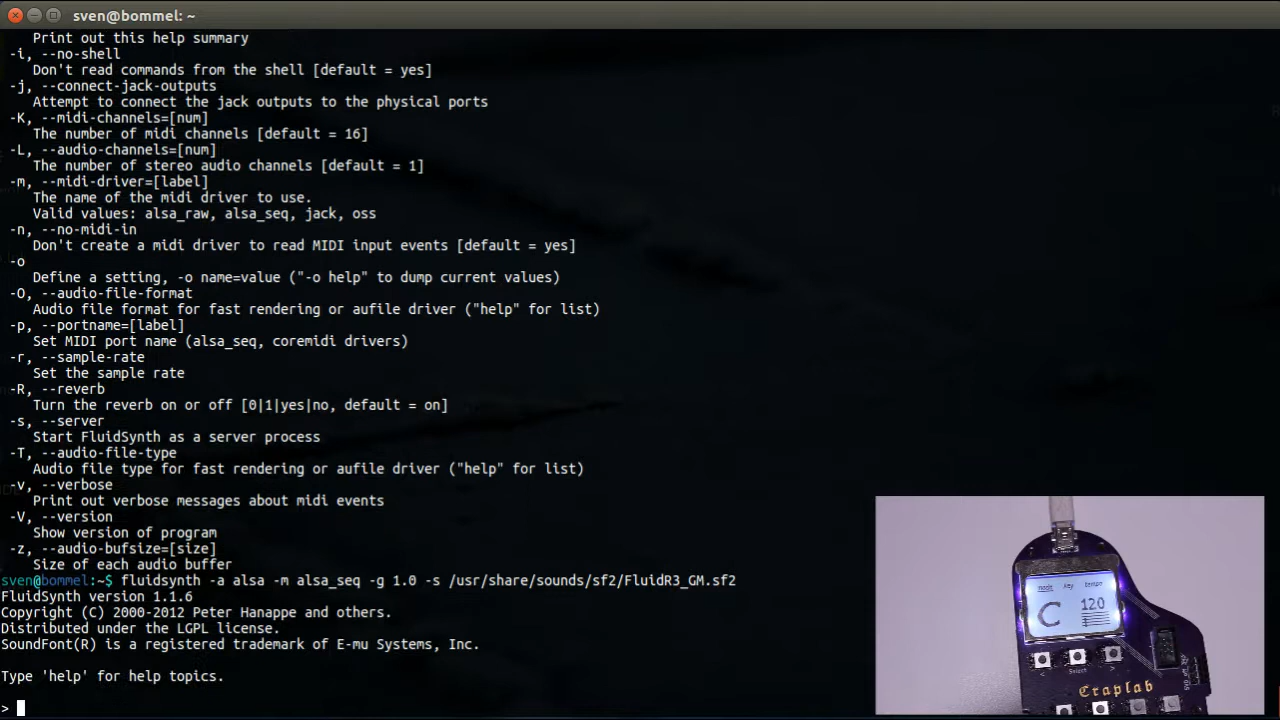 sven@bommel: ~
Print out this help summary
-i, --no-shell
Don't read commands from the shell [default = yes]
-j, --connect-jack-outputs
Attempt to connect the jack outputs to the physical ports
-K, --midi-channels=[num]
The number of midi channels [default = 16]
-L, --audio-channels=[num]
The number of stereo audio channels [default = 1]
-m, --midi-driver=[label]
The name of the midi driver to use.
Valid values: alsa_raw, alsa_seq, jack, oss
-n, --no-midi-in
Don't create a midi driver to read MIDI input events [default = yes]
-o
Define a setting, -o name=value ("-o help" to dump current values)
-O, --audio-file-format
Audio file format for fast rendering or aufile driver ("help" for list)
-p, --portname=[label]
Set MIDI port name (alsa_seq, coremidi drivers)
-r, --sample-rate
Set the sample rate
-R, --reverb
Turn the reverb on or off [0|1|yes|no, default = on]
-s, --server
Start FluidSynth as a server process
-T, --audio-file-type
Audio file type for fast rendering or aufile driver ("help" for list)
-v, --verbose
Print out verbose messages about midi events
-V, --version
Show version of program
-z, --audio-bufsize=[size]
Size of each audio buffer
sven@bommel:~$ fluidsynth -a alsa -m alsa_seq -g 1.0 -s /usr/share/sounds/sf2/FluidR3_GM.sf2
FluidSynth version 1.1.6
Copyright (C) 2000-2012 Peter Hanappe and others.
Distributed under the LGPL license.
SoundFont(R) is a registered trademark of E-mu Systems, Inc.
Type 'help' for help topics.
>
mode Key Tempo
C 120
< Select >
Craplab